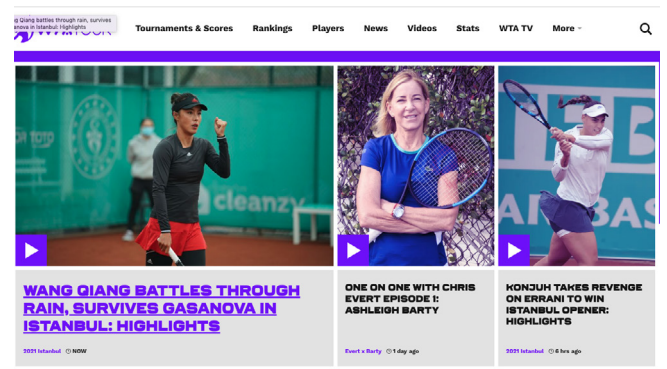 g Qiang battles through rain, survives
sanova in Istanbul: Highlights
Tournaments & Scores Rankings Players News Videos Stats WTA TV More
cleanzy
WANG QIANG BATTLES THROUGH
RAIN, SURVIVES GASANOVA IN
ISTANBUL: HIGHLIGHTS
2021 Istanbul NOW
ONE ON ONE WITH CHRIS
EVERT EPISODE 1:
ASHLEIGH BARTY
Evert x Barty 1 day ago
KONJUH TAKES REVENGE
ON ERRANI TO WIN
ISTANBUL OPENER:
HIGHLIGHTS
2021 Istanbul 6 hrs ago